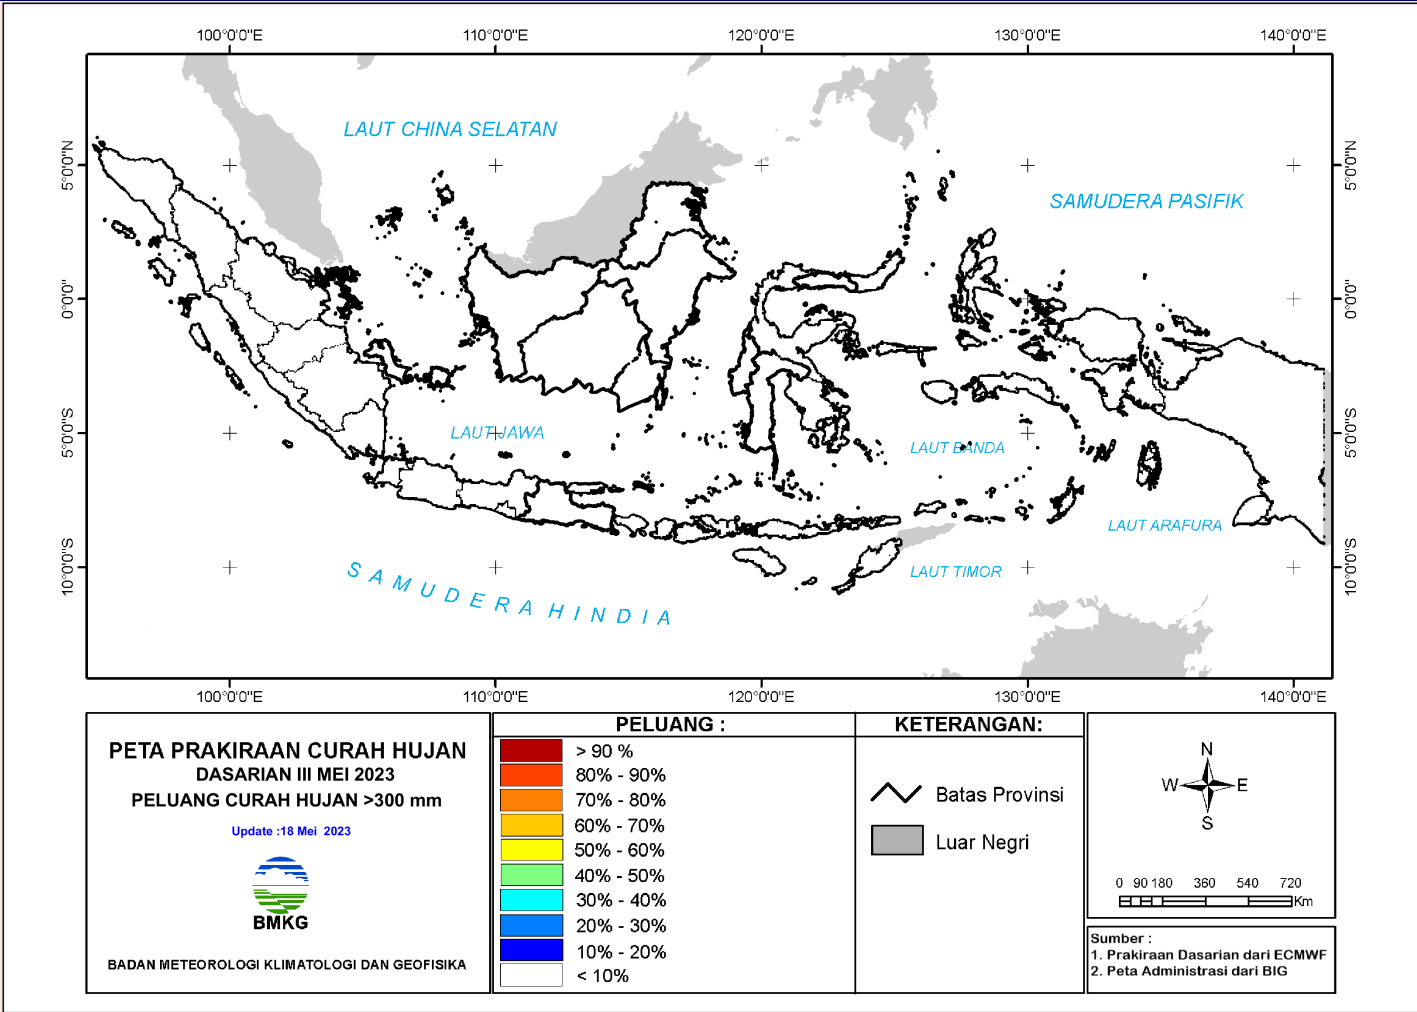 100°0'0"E 110°0'0"E 120°0'0"E 130°0'0"E 140°0'0"E
LAUT CHINA SELATAN
5°0'0"N 5°0'0"N
SAMUDERA PASIFIK
0°0'0" 0°0'0"
LAUT JAWA
5°0'0"S 5°0'0"S
LAUT BANDA
LAUT ARAFURA
10°0'0"S 10°0'0"S
LAUT TIMOR
SAMUDERA HINDIA
100°0'0"E 110°0'0"E 120°0'0"E 130°0'0"E 140°0'0"E
PETA PRAKIRAAN CURAH HUJAN
DASARIAN III MEI 2023
PELUANG CURAH HUJAN >300 mm
Update :18 Mei 2023
BMKG
BADAN METEOROLOGI KLIMATOLOGI DAN GEOFISIKA
PELUANG :
> 90 %
80% - 90%
70% - 80%
60% - 70%
50% - 60%
40% - 50%
30% - 40%
20% - 30%
10% - 20%
< 10%
KETERANGAN:
Batas Provinsi
Luar Negri
N
W E
S
0 90 180 360 540 720
Km
Sumber :
1. Prakiraan Dasarian dari ECMWF
2. Peta Administrasi dari BIG